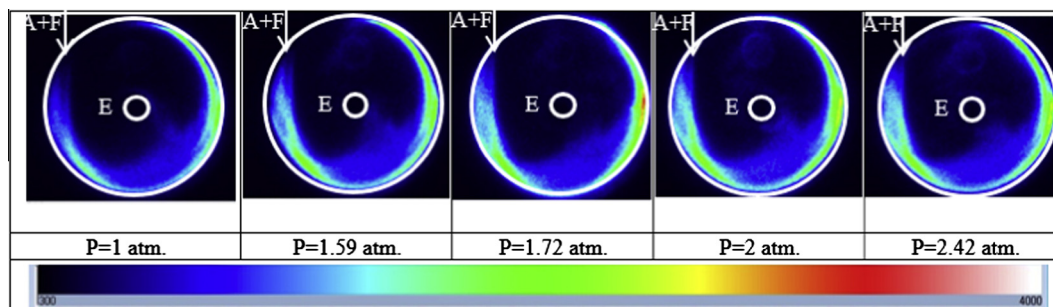 A+F A+F A+F A+F A+F
E E E E E
P=1 atm. P=1.59 atm. P=1.72 atm. P=2 atm. P=2.42 atm.
300 4000